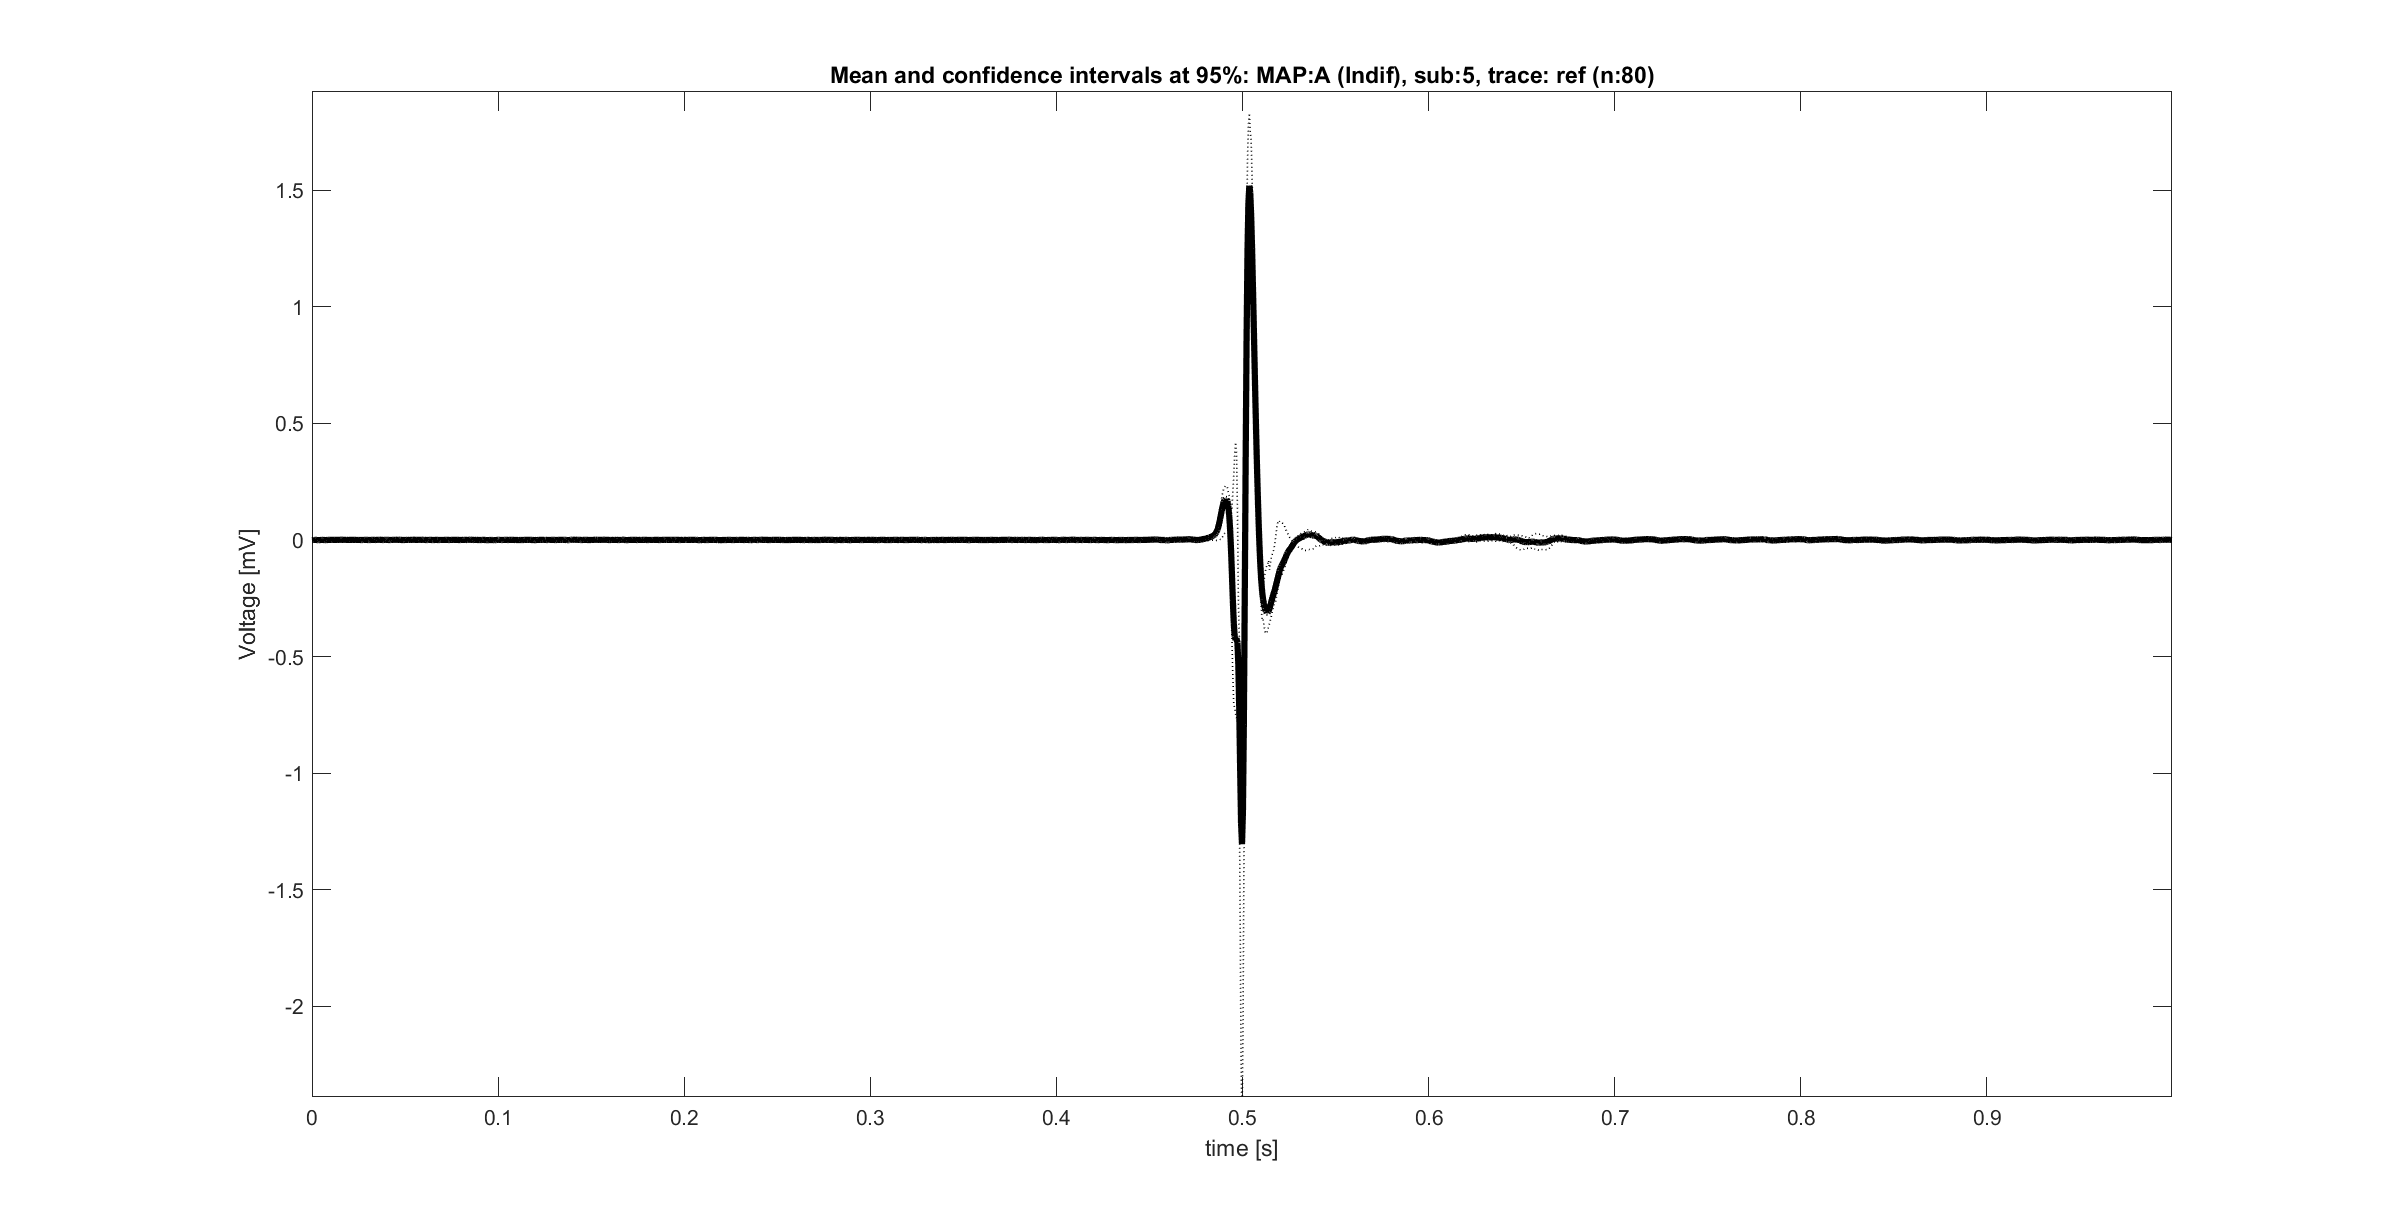 Mean and confidence intervals at 95%: MAP:A (Indif), sub:5, trace: ref (n:80)
1.5
1
0.5
0
-0.5
-1
-1.5
-2
Voltage [mV]
0 0.1 0.2 0.3 0.4 0.5 0.6 0.7 0.8 0.9
time [s]